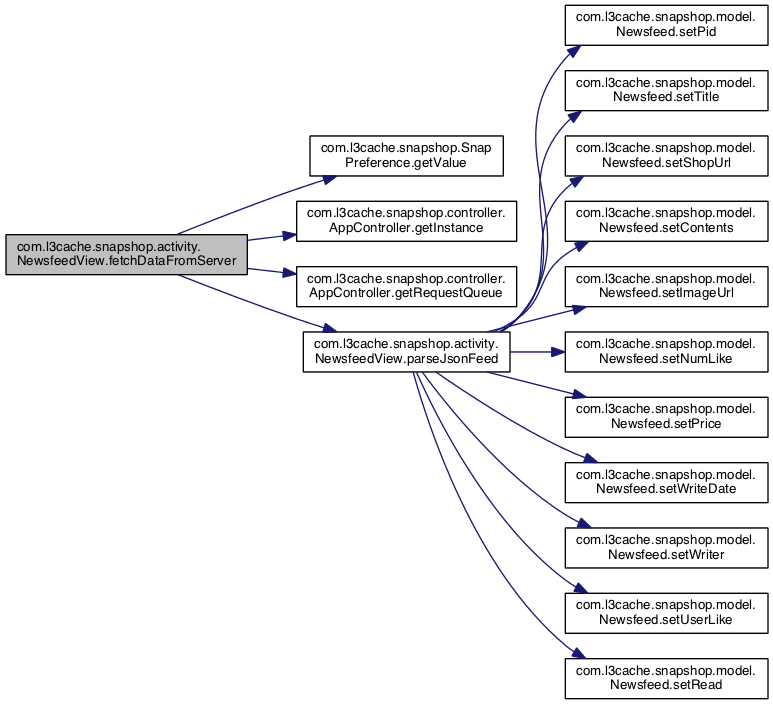 com.l3cache.snapshop.model.
Newsfeed.setPid
com.l3cache.snapshop.model.
Newsfeed.setTitle
com.l3cache.snapshop.Snap
Preference.getValue
com.l3cache.snapshop.model.
Newsfeed.setShopUrl
com.l3cache.snapshop.controller.
AppController.getInstance
com.l3cache.snapshop.model.
Newsfeed.setContents
com.l3cache.snapshop.activity.
NewsfeedView.fetchDataFromServer
com.l3cache.snapshop.controller.
AppController.getRequestQueue
com.l3cache.snapshop.model.
Newsfeed.setImageUrl
com.l3cache.snapshop.activity.
NewsfeedView.parseJsonFeed
com.l3cache.snapshop.model.
Newsfeed.setNumLike
com.l3cache.snapshop.model.
Newsfeed.setPrice
com.l3cache.snapshop.model.
Newsfeed.setWriteDate
com.l3cache.snapshop.model.
Newsfeed.setWriter
com.l3cache.snapshop.model.
Newsfeed.setUserLike
com.l3cache.snapshop.model.
Newsfeed.setRead